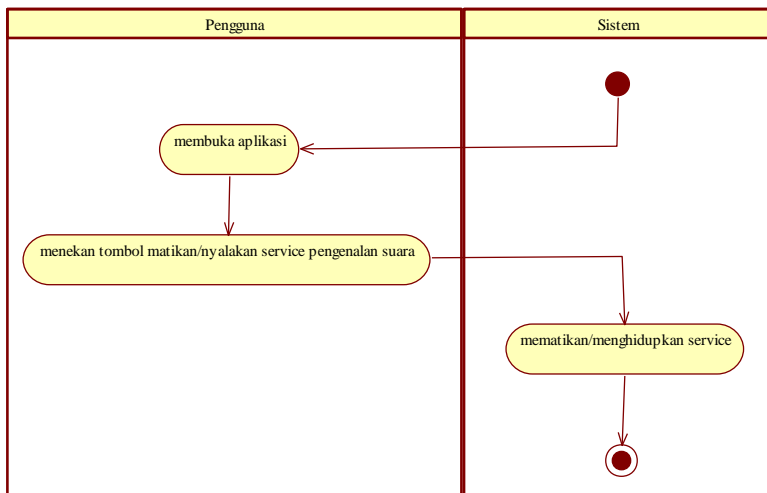 Pengguna
Sistem
membuka aplikasi
menekan tombol matikan/nyalakan service pengenalan suara
mematikan/menghidupkan service